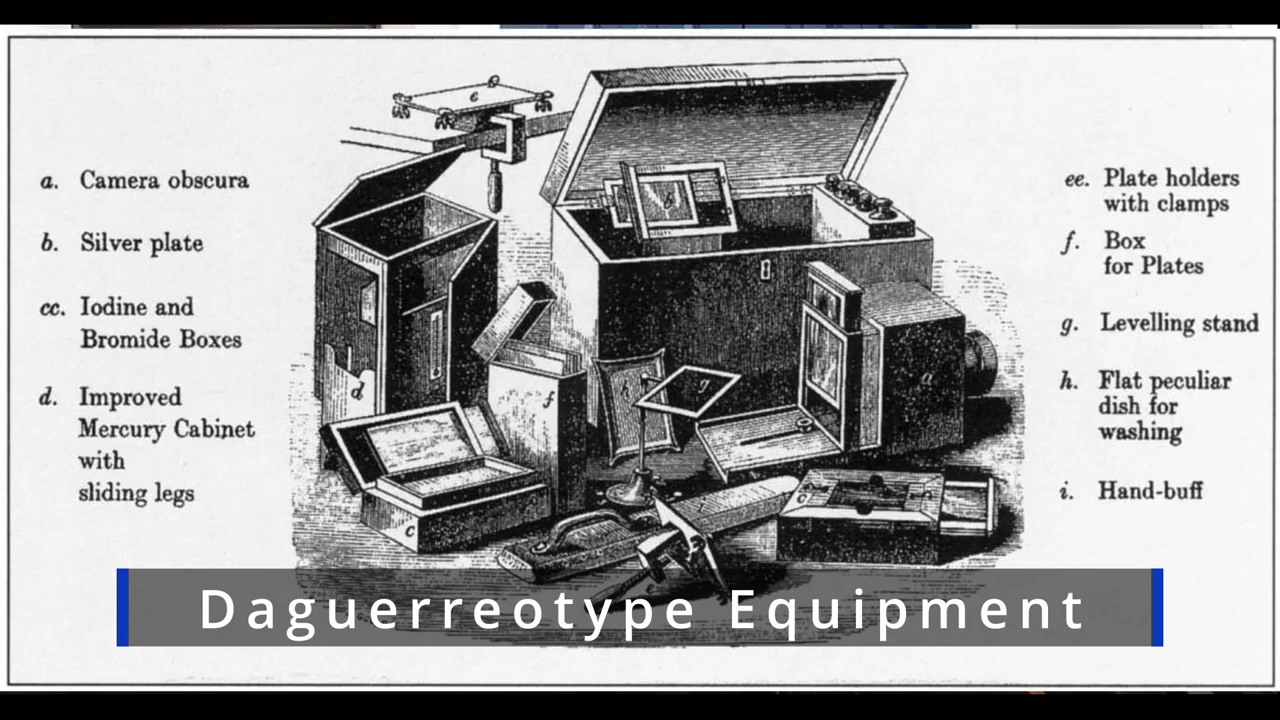 a. Camera obscura
b. Silver plate
cc. Iodine and
Bromide Boxes
d. Improved
Mercury Cabinet
with
sliding legs
ee. Plate holders
with clamps
f. Box
for Plates
g. Levelling stand
h. Flat peculiar
dish for
washing
i. Hand-buff
e
b
d
f
h
g
a
c
c
i
e
Daguerreotype Equipment